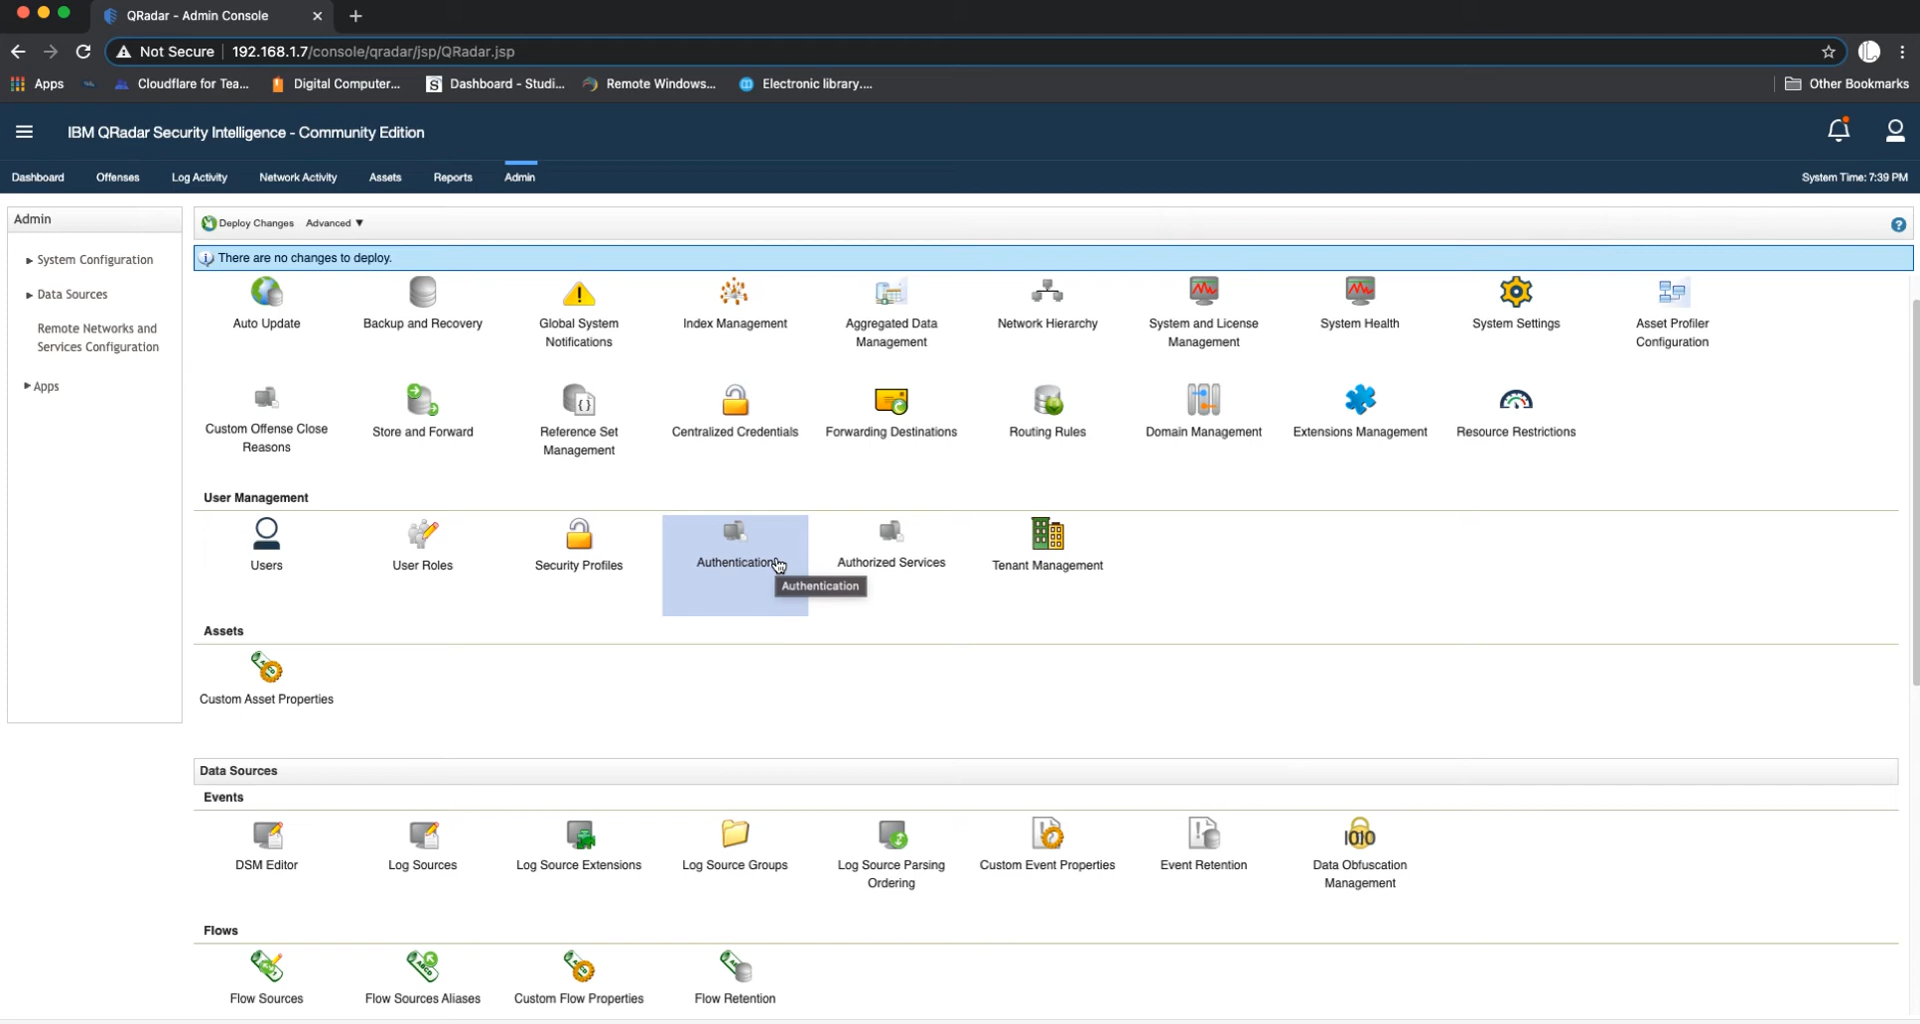 QRadar - Admin Console
Not Secure 192.168.1.7/console/qradar/jsp/QRadar.jsp
Apps Cloudflare for Tea... Digital Computer... Dashboard - Studi... Remote Windows... Electronic library.... Other Bookmarks
IBM QRadar Security Intelligence - Community Edition
Dashboard Offenses Log Activity Network Activity Assets Reports Admin System Time: 7:39 PM
Admin
System Configuration
Data Sources
Remote Networks and
Services Configuration
Apps
Deploy Changes Advanced ▼
There are no changes to deploy.
Auto Update Backup and Recovery Global System Index Management Aggregated Data Network Hierarchy System and License System Health System Settings Asset Profiler
Notifications Management Management Configuration
Custom Offense Close Store and Forward Reference Set Centralized Credentials Forwarding Destinations Routing Rules Domain Management Extensions Management Resource Restrictions
Reasons Management
User Management
Users User Roles Security Profiles Authentication Authorized Services Tenant Management
Authentication
Assets
Custom Asset Properties
Data Sources
Events
DSM Editor Log Sources Log Source Extensions Log Source Groups Log Source Parsing Custom Event Properties Event Retention Data Obfuscation
Ordering Management
Flows
Flow Sources Flow Sources Aliases Custom Flow Properties Flow Retention